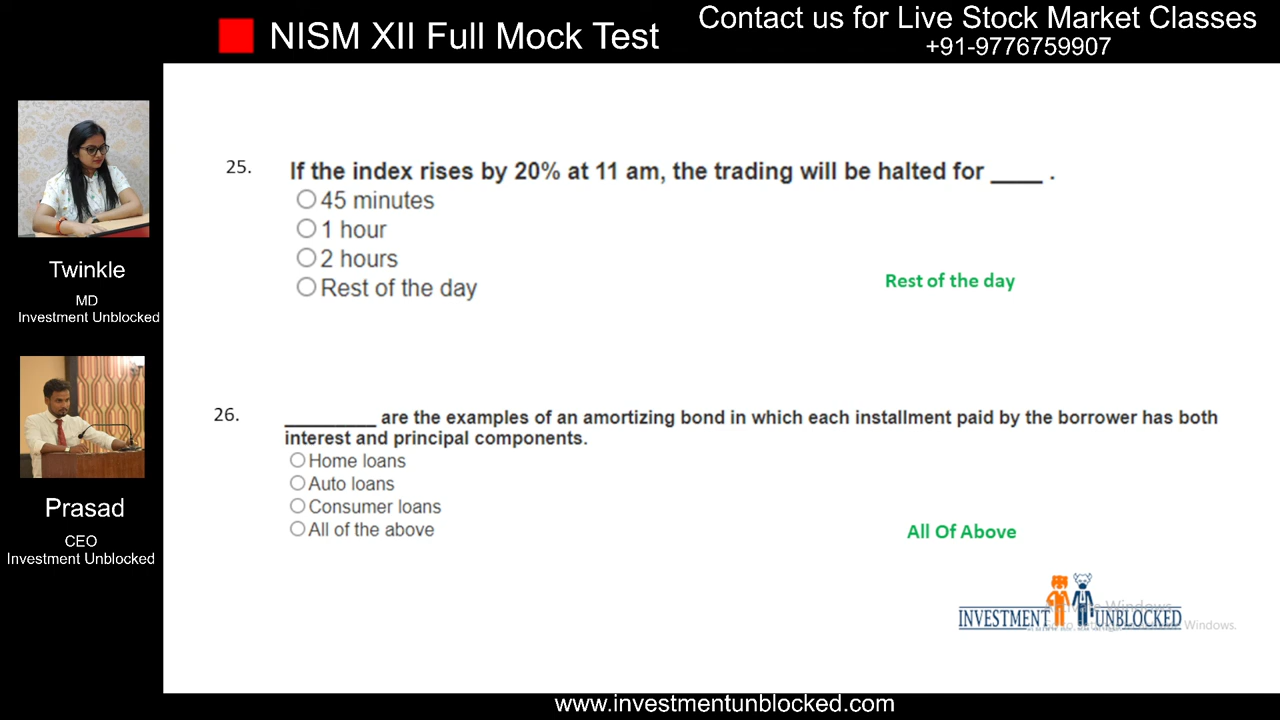 NISM XII Full Mock Test
Contact us for Live Stock Market Classes
+91-9776759907
Twinkle
MD
Investment Unblocked
Prasad
CEO
Investment Unblocked
25. If the index rises by 20% at 11 am, the trading will be halted for ____ .
45 minutes
1 hour
2 hours
Rest of the day
Rest of the day
26. _________ are the examples of an amortizing bond in which each installment paid by the borrower has both
interest and principal components.
Home loans
Auto loans
Consumer loans
All of the above
All Of Above
INVESTMENT UNBLOCKED
Windows
Windows.
www.investmentunblocked.com